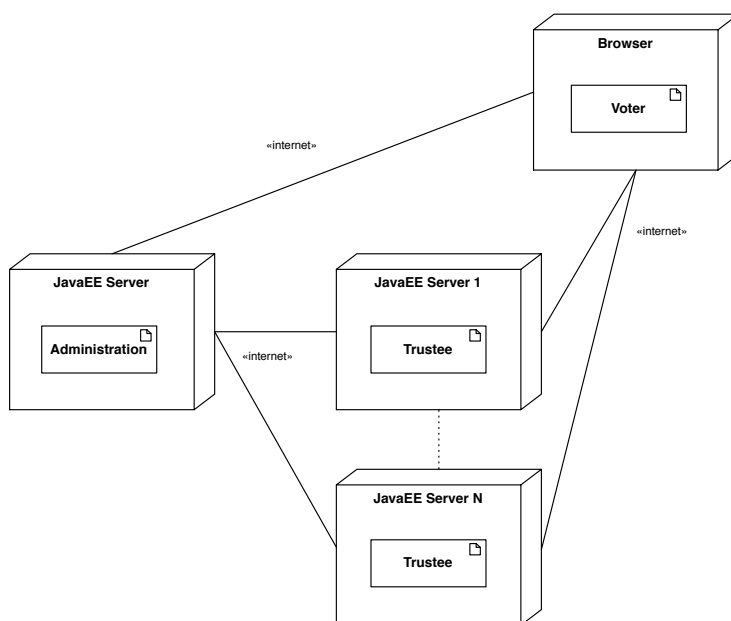 Browser
Voter
«internet»
«internet»
JavaEE Server
JavaEE Server 1
Administration
Trustee
«internet»
JavaEE Server N
Trustee